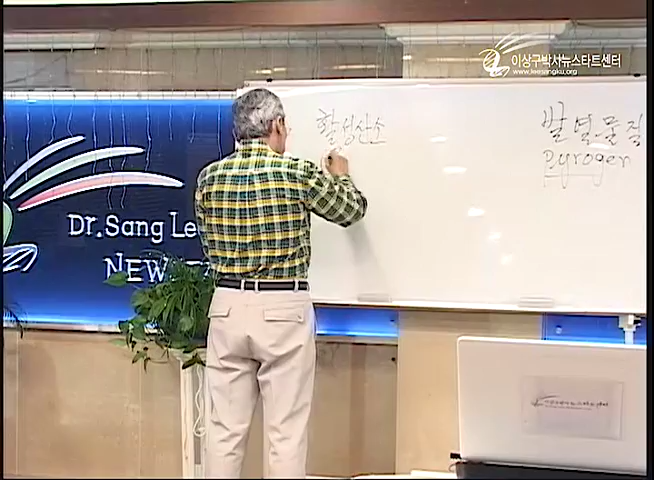 이상구박사뉴스타트센터
www.leesangku.org
활성산소
발열물질
Pyrogen
Dr.Sang Le
NEW